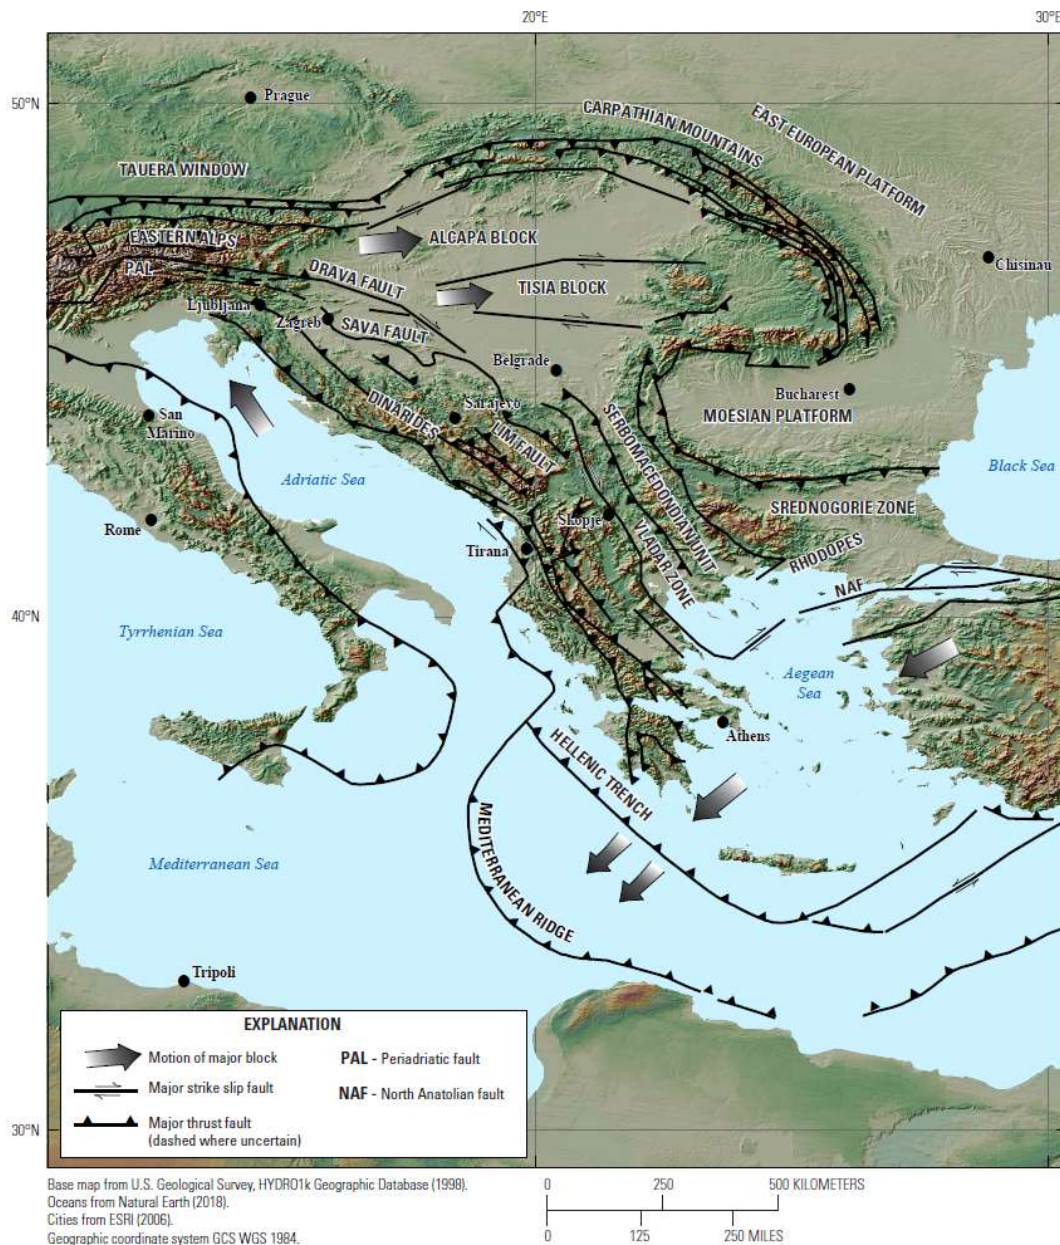 20°E
30°E
50°N
Prague
CARPATHIAN MOUNTAINS
EAST EUROPEAN PLATFORM
TAUERA WINDOW
EASTERN ALPS
ALCAPA BLOCK
Chisinau
PAL
DRAVA FAULT
TISIA BLOCK
Ljubljana
Zagreb
SAVA FAULT
Belgrade
Bucharest
MOESIAN PLATFORM
San
Marino
DINARIDES
Sarajevo
LIM FAULT
SERBOMACEDONDIAN UNIT
Adriatic Sea
Black Sea
Rome
Skopje
SREDNOGORIE ZONE
Tirana
VLADAR ZONE
RHODOPES
NAF
40°N
Tyrrhenian Sea
Aegean
Sea
Athens
HELLENIC TRENCH
Mediterranean Sea
MEDITERRANEAN RIDGE
Tripoli
EXPLANATION
Motion of major block
PAL - Periadriatic fault
Major strike slip fault
NAF - North Anatolian fault
Major thrust fault
(dashed where uncertain)
30°N
Base map from U.S. Geological Survey, HYDRO1k Geographic Database (1998).
Oceans from Natural Earth (2018).
Cities from ESRI (2006).
Geographic coordinate system GCS WGS 1984.
0 250 500 KILOMETERS
0 125 250 MILES